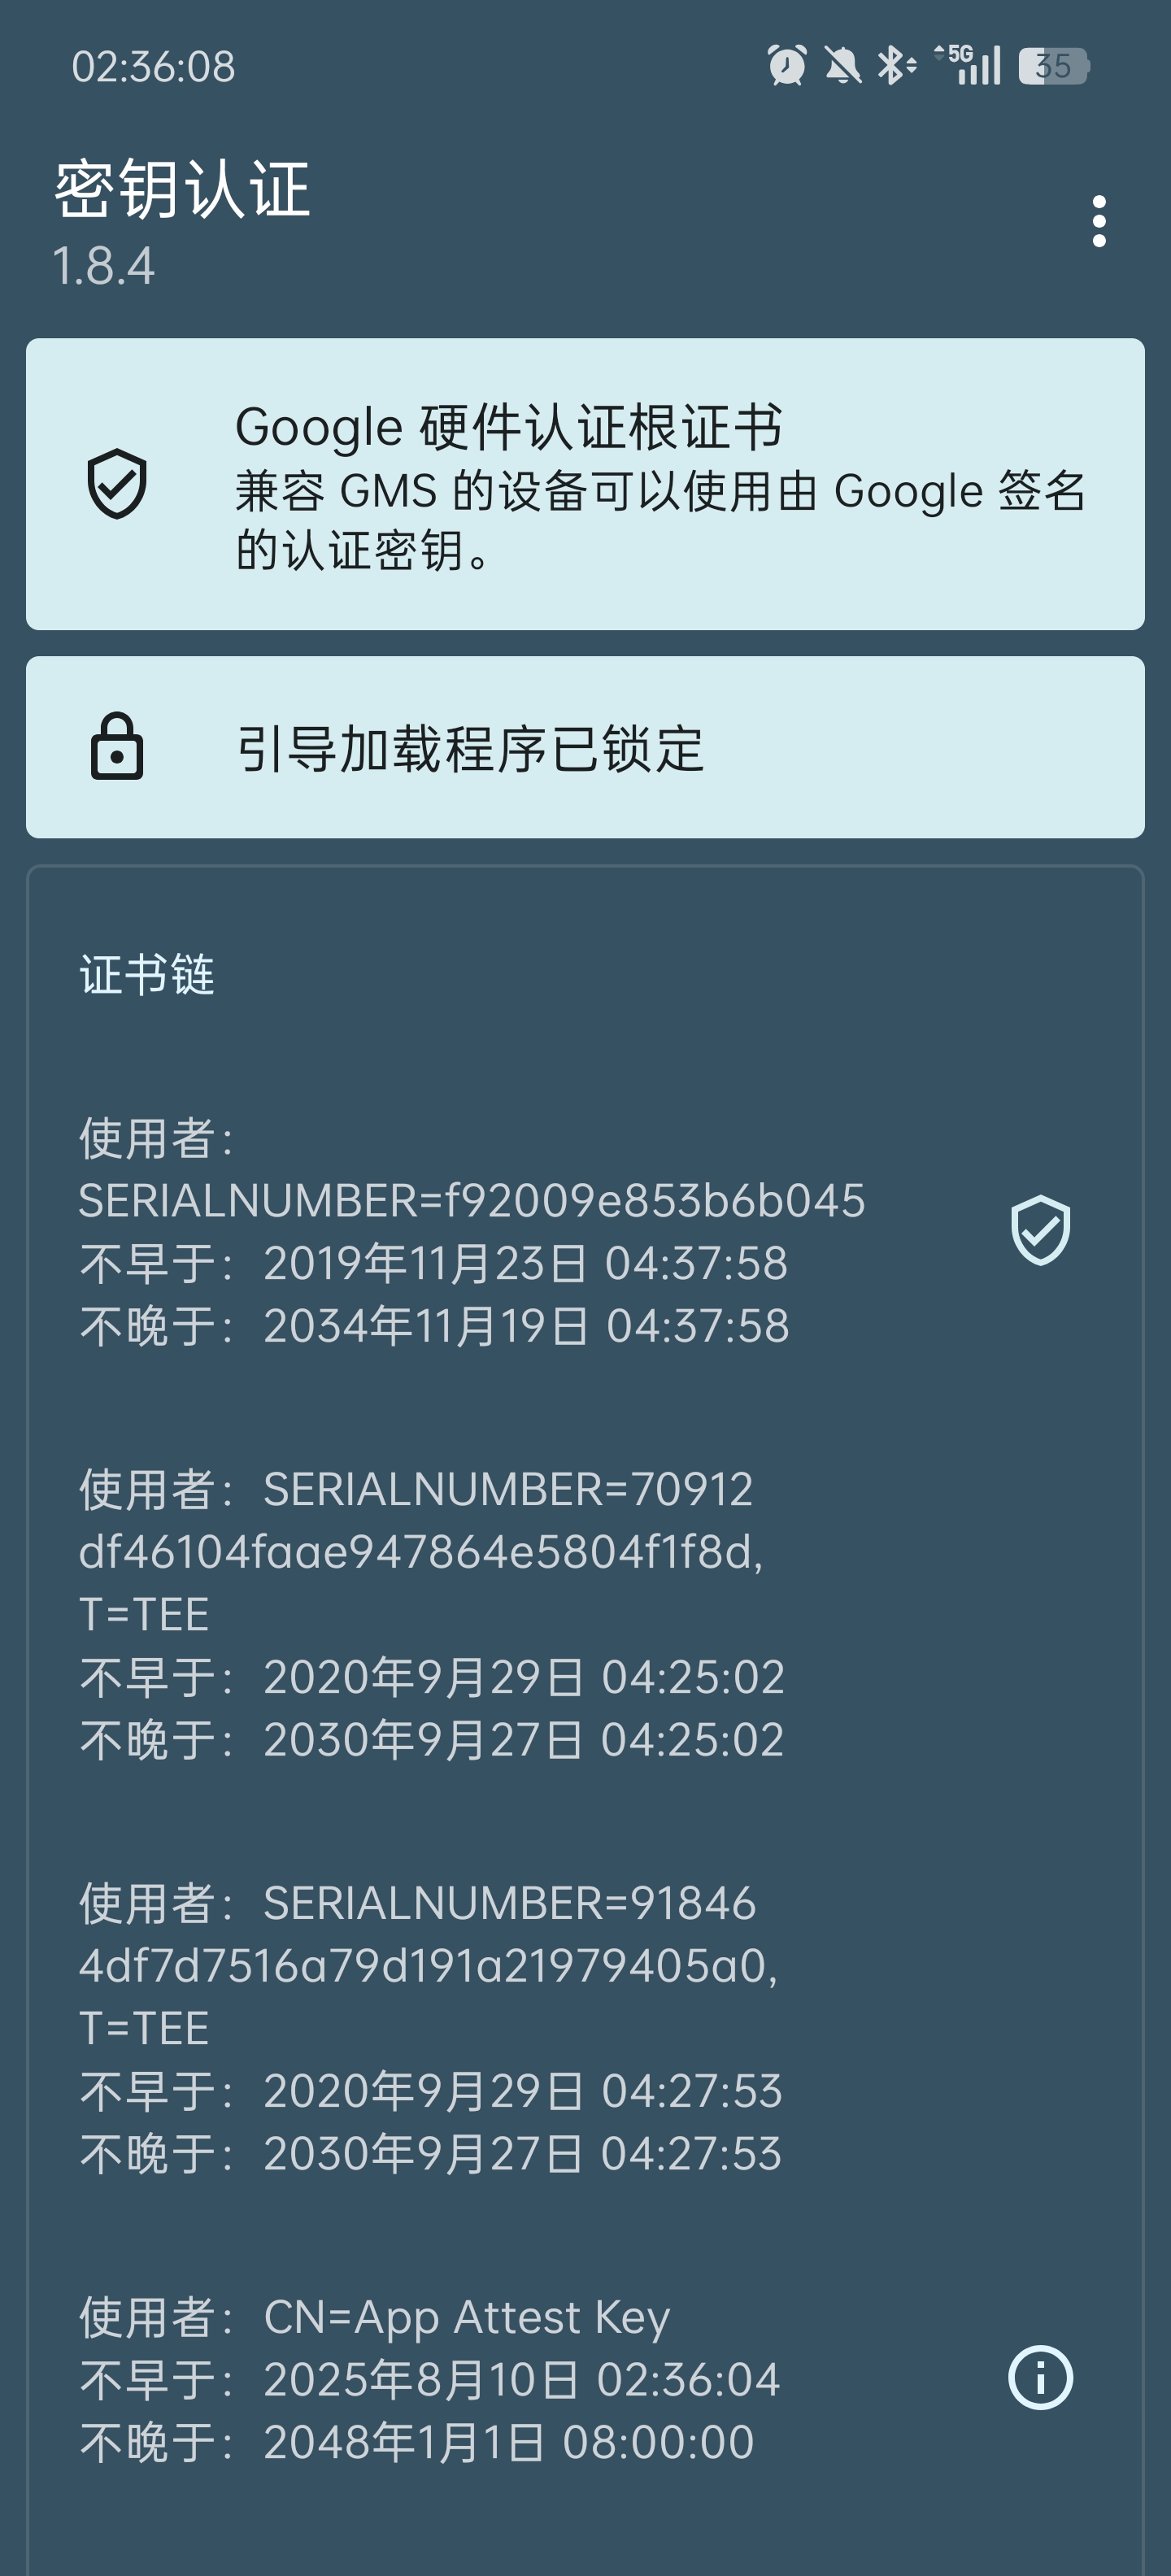 02:36:08
5G
35
密钥认证
1.8.4
Google 硬件认证根证书
兼容 GMS 的设备可以使用由 Google 签名
的认证密钥。
引导加载程序已锁定
证书链
使用者：
SERIALNUMBER=f92009e853b6b045
不早于：2019年11月23日 04:37:58
不晚于：2034年11月19日 04:37:58
使用者：SERIALNUMBER=70912
df46104faae947864e5804f1f8d,
T=TEE
不早于：2020年9月29日 04:25:02
不晚于：2030年9月27日 04:25:02
使用者：SERIALNUMBER=91846
4df7d7516a79d191a21979405a0,
T=TEE
不早于：2020年9月29日 04:27:53
不晚于：2030年9月27日 04:27:53
使用者：CN=App Attest Key
不早于：2025年8月10日 02:36:04
不晚于：2048年1月1日 08:00:00